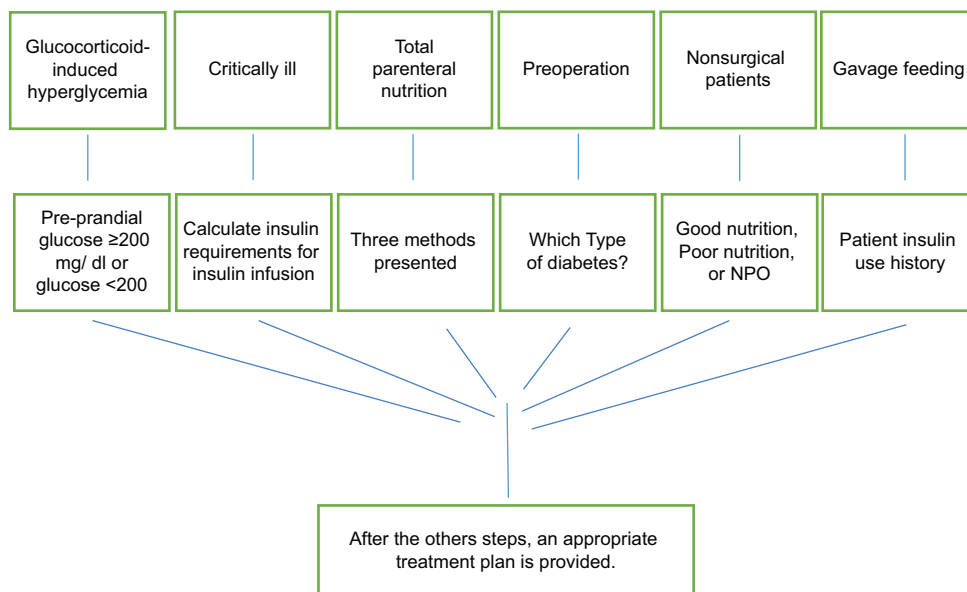 Glucocorticoid-
induced
hyperglycemia
Critically ill
Total
parenteral
nutrition
Preoperation
Nonsurgical
patients
Gavage feeding
Pre-prandial
glucose ≥200
mg/ dl or
glucose <200
Calculate insulin
requirements for
insulin infusion
Three methods
presented
Which Type
of diabetes?
Good nutrition,
Poor nutrition,
or NPO
Patient insulin
use history
After the others steps, an appropriate
treatment plan is provided.